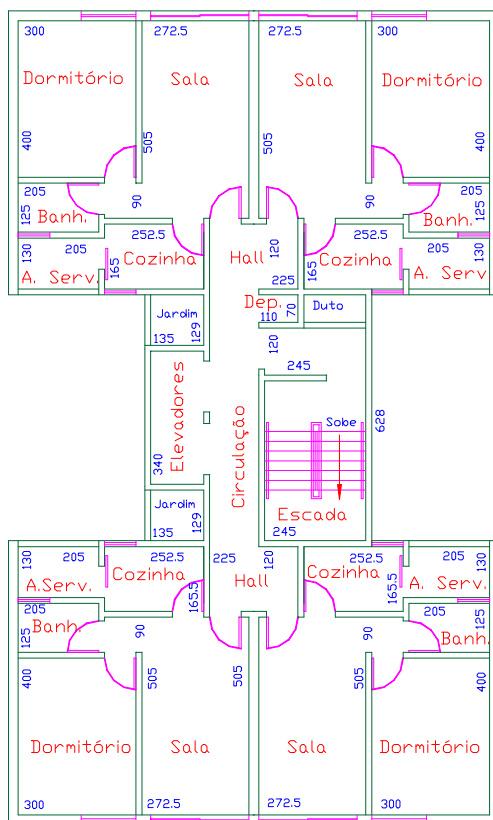 300 272.5 272.5 300
Dormitório Sala Sala Dormitório
400 505 505 400
205 90 90 205
125 Banh. Banh. 125
130 205 252.5 120 252.5 205 130
A. Serv. 165 Cozinha Hall 165 Cozinha A. Serv
225
Dep. 70
Jardim 110 Duto
135 129
120
245
Elevadores Circulação Sobe 628
340
Jardim Escada
135 129 245
130 205 252.5 225 120 252.5 205 130
A.Serv. Cozinha Hall Cozinha A. Serv.
205 165.5 165.5 205
125 Banh. 90 90 Banh. 125
400 505 505 505 400
Dormitório Sala Sala Dormitório
300 272.5 272.5 300